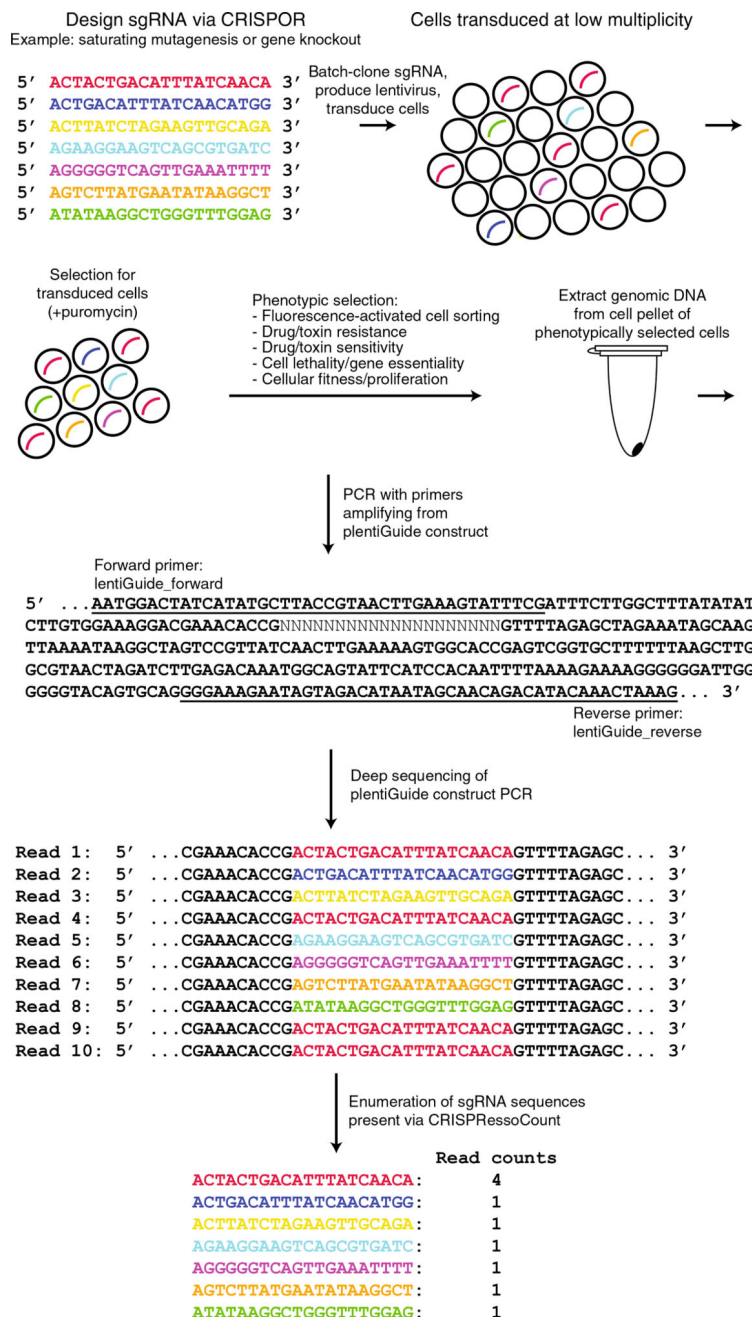 Design sgRNA via CRISPOR
Example: saturating mutagenesis or gene knockout
5′ ACTACTGACATTTATCAACA 3′
5′ ACTGACATTTATCAACATGG 3′
5′ ACTTATCTAGAAGTTGCAGA 3′
5′ AGAAGGAAGTCAGCGTGATC 3′
5′ AGGGGGTCAGTTGAAATTTT 3′
5′ AGTCTTATGAATATAAGGCT 3′
5′ ATATAAGGCTGGGTTTGGAG 3′
Batch-clone sgRNA,
produce lentivirus,
transduce cells
Cells transduced at low multiplicity
Selection for
transduced cells
(+puromycin)
Phenotypic selection:
- Fluorescence-activated cell sorting
- Drug/toxin resistance
- Drug/toxin sensitivity
- Cell lethality/gene essentiality
- Cellular fitness/proliferation
Extract genomic DNA
from cell pellet of
phenotypically selected cells
PCR with primers
amplifying from
plentiGuide construct
Forward primer:
lentiGuide_forward
5′ ...AATGGACTATCATATGCTTACCGTAACTTGAAAGTATTTCGATTTCTTGGCTTTATATAT
CTTGTGGAAAGGACGAAACACCGNNNNNNNNNNNNNNNNNNNNGTTTTAGAGCTAGAAATAGCAAG
TTAAAATAAGGCTAGTCCGTTATCAACTTGAAAAAGTGGCACCGAGTCGGTGCTTTTTTAAGCTTG
GCGTAACTAGATCTTGAGACAAATGGCAGTATTCATCCACAATTTTAAAAGAAAAGGGGGGATTGG
GGGGTACAGTGCAGGGGAAAGAATAGTAGACATAATAGCAACAGACATACAAACTAAAG... 3′
Reverse primer:
lentiGuide_reverse
Deep sequencing of
plentiGuide construct PCR
Read 1: 5′ ...CGAAACACCGACTACTGACATTTATCAACAGTTTTAGAGC... 3′
Read 2: 5′ ...CGAAACACCGACTGACATTTATCAACATGGGTTTTAGAGC... 3′
Read 3: 5′ ...CGAAACACCGACTTATCTAGAAGTTGCAGAGTTTTAGAGC... 3′
Read 4: 5′ ...CGAAACACCGACTACTGACATTTATCAACAGTTTTAGAGC... 3′
Read 5: 5′ ...CGAAACACCGAGAAGGAAGTCAGCGTGATCGTTTTAGAGC... 3′
Read 6: 5′ ...CGAAACACCGAGGGGGTCAGTTGAAATTTTGTTTTAGAGC... 3′
Read 7: 5′ ...CGAAACACCGAGTCTTATGAATATAAGGCTGTTTTAGAGC... 3′
Read 8: 5′ ...CGAAACACCGATATAAGGCTGGGTTTGGAGGTTTTAGAGC... 3′
Read 9: 5′ ...CGAAACACCGACTACTGACATTTATCAACAGTTTTAGAGC... 3′
Read 10: 5′ ...CGAAACACCGACTACTGACATTTATCAACAGTTTTAGAGC... 3′
Enumeration of sgRNA sequences
present via CRISPRessoCount
Read counts
ACTACTGACATTTATCAACA: 4
ACTGACATTTATCAACATGG: 1
ACTTATCTAGAAGTTGCAGA: 1
AGAAGGAAGTCAGCGTGATC: 1
AGGGGGTCAGTTGAAATTTT: 1
AGTCTTATGAATATAAGGCT: 1
ATATAAGGCTGGGTTTGGAG: 1